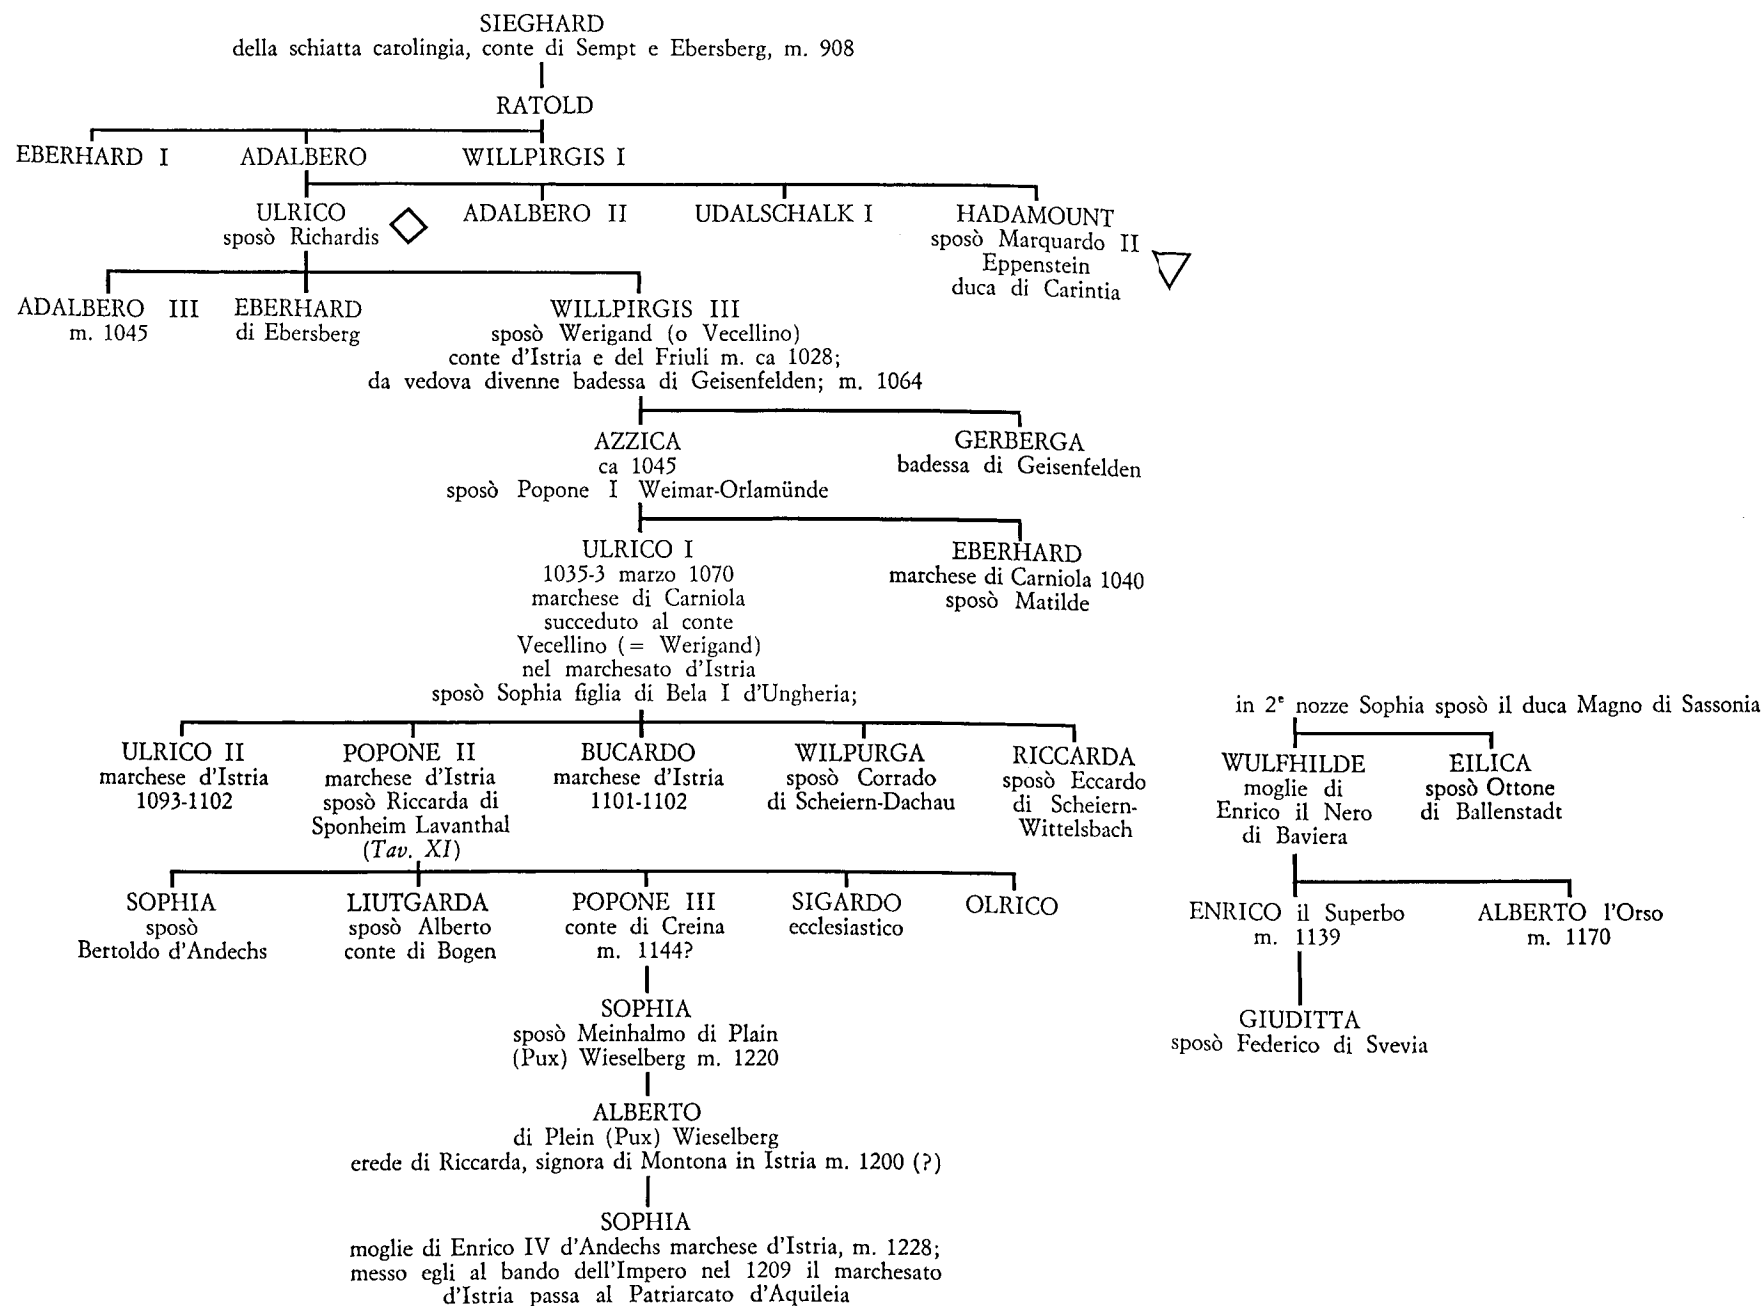 SIEGHARD
della schiatta carolingia, conte di Sempt e Ebersberg, m. 908
RATOLD
EBERHARD I
ADALBERO
WILLPIRGIS I
ULRICO
sposò Richardis
ADALBERO II
UDALSCHALK I
HADAMOUNT
sposò Marquardo II
Eppenstein
duca di Carintia
ADALBERO III
m. 1045
EBERHARD
di Ebersberg
WILLPIRGIS III
sposò Werigand (o Vecellino)
conte d'Istria e del Friuli m. ca 1028;
da vedova divenne badessa di Geisenfelden; m. 1064
AZZICA
ca 1045
sposò Popone I Weimar-Orlamünde
GERBERGA
badessa di Geisenfelden
ULRICO I
1035-3 marzo 1070
marchese di Carniola
succeduto al conte
Vecellino (= Werigand)
nel marchesato d'Istria
sposò Sophia figlia di Bela I d'Ungheria;
EBERHARD
marchese di Carniola 1040
sposò Matilde
in 2ᵉ nozze Sophia sposò il duca Magno di Sassonia
ULRICO II
marchese d'Istria
1093-1102
POPONE II
marchese d'Istria
sposò Riccarda di
Sponheim Lavanthal
(Tav. XI)
BUCARDO
marchese d'Istria
1101-1102
WILPURGA
sposò Corrado
di Scheiern-Dachau
RICCARDA
sposò Eccardo
di Scheiern-
Wittelsbach
WULFHILDE
moglie di
Enrico il Nero
di Baviera
EILICA
sposò Ottone
di Ballenstadt
SOPHIA
sposò
Bertoldo d'Andechs
LIUTGARDA
sposò Alberto
conte di Bogen
POPONE III
conte di Creina
m. 1144?
SIGARDO
ecclesiastico
OLRICO
ENRICO il Superbo
m. 1139
ALBERTO l'Orso
m. 1170
SOPHIA
sposò Meinhalmo di Plain
(Pux) Wieselberg m. 1220
GIUDITTA
sposò Federico di Svevia
ALBERTO
di Plein (Pux) Wieselberg
erede di Riccarda, signora di Montona in Istria m. 1200 (?)
SOPHIA
moglie di Enrico IV d'Andechs marchese d'Istria, m. 1228;
messo egli al bando dell'Impero nel 1209 il marchesato
d'Istria passa al Patriarcato d'Aquileia